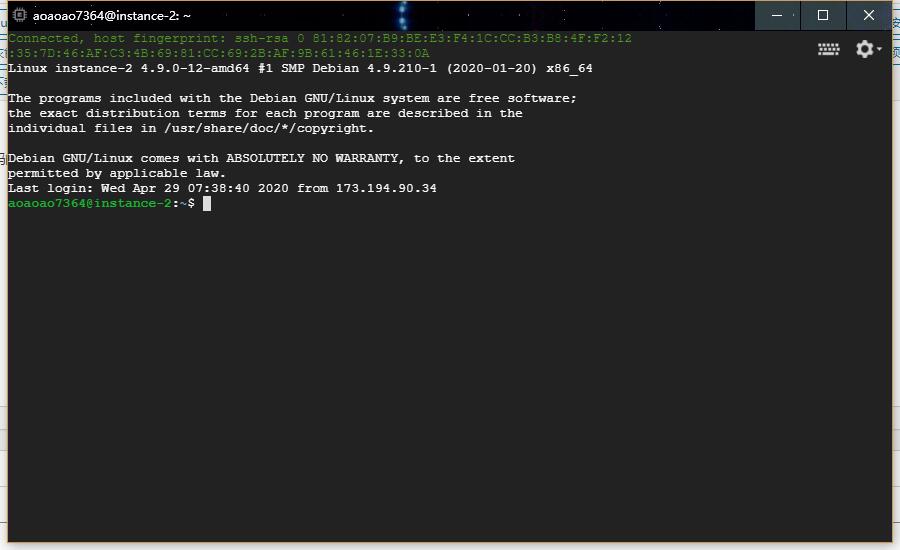 aoaoao7364@instance-2: ~
Connected, host fingerprint: ssh-rsa 0 81:82:07:B9:BE:E3:F4:1C:CC:B3:B8:4F:F2:12
:35:7D:46:AF:C3:4B:69:81:CC:69:2B:AF:9B:61:46:1E:33:0A
Linux instance-2 4.9.0-12-amd64 #1 SMP Debian 4.9.210-1 (2020-01-20) x86_64
The programs included with the Debian GNU/Linux system are free software;
the exact distribution terms for each program are described in the
individual files in /usr/share/doc/*/copyright.
Debian GNU/Linux comes with ABSOLUTELY NO WARRANTY, to the extent
permitted by applicable law.
Last login: Wed Apr 29 07:38:40 2020 from 173.194.90.34
aoaoao7364@instance-2:~$